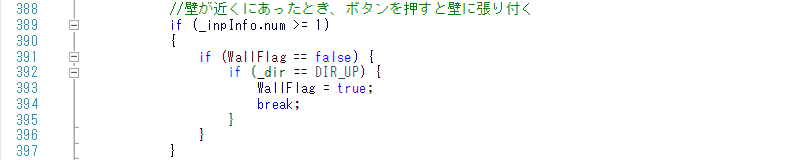 388 //壁が近くにあったとき、ボタンを押すと壁に張り付く
389 if (_inpInfo.num >= 1)
390 {
391 if (WallFlag == false) {
392 if (_dir == DIR_UP) {
393 WallFlag = true;
394 break;
395 }
396 }
397 }